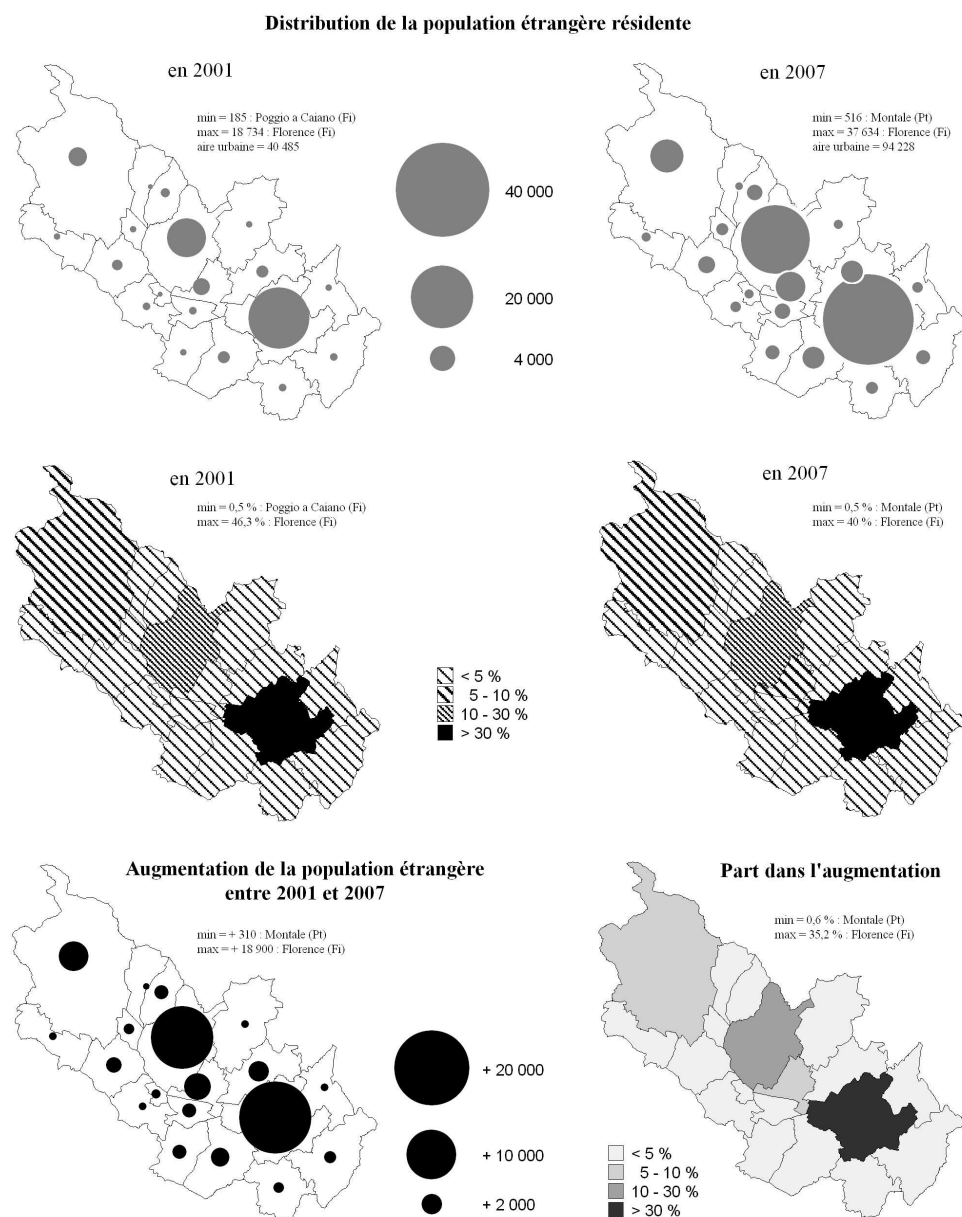 Distribution de la population étrangère résidente
en 2001
min = 185 : Poggio a Caiano (Fi)
max = 18 734 : Florence (Fi)
aire urbaine = 40 485
en 2007
min = 516 : Montale (Pt)
max = 37 634 : Florence (Fi)
aire urbaine = 94 228
40 000
20 000
4 000
en 2001
min = 0,5 % : Poggio a Caiano (Fi)
max = 46,3 % : Florence (Fi)
en 2007
min = 0,5 % : Montale (Pt)
max = 40 % : Florence (Fi)
< 5 %
5 - 10 %
10 - 30 %
> 30 %
Augmentation de la population étrangère
entre 2001 et 2007
min = + 310 : Montale (Pt)
max = + 18 900 : Florence (Fi)
+ 20 000
+ 10 000
+ 2 000
Part dans l'augmentation
min = 0,6 % : Montale (Pt)
max = 35,2 % : Florence (Fi)
< 5 %
5 - 10 %
10 - 30 %
> 30 %